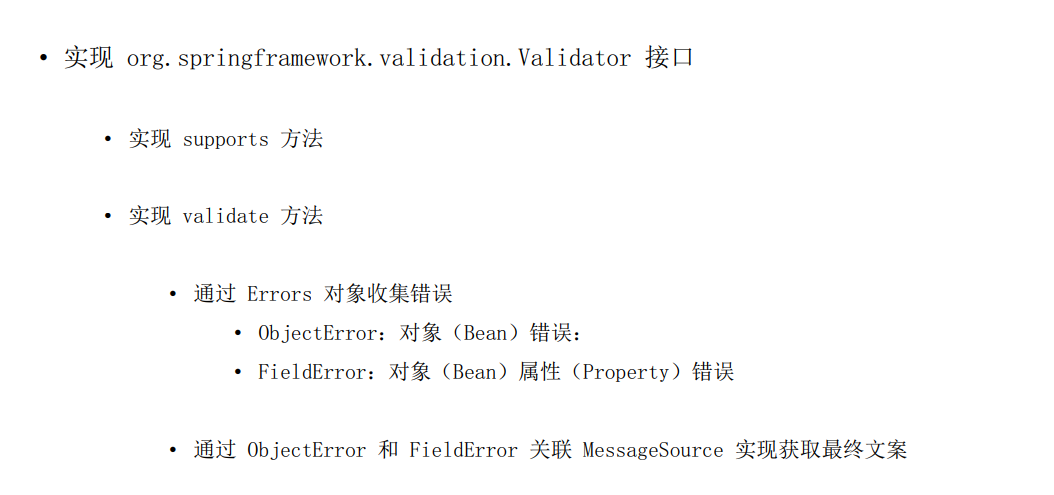 • 实现 org.springframework.validation.Validator 接口
• 实现 supports 方法
• 实现 validate 方法
• 通过 Errors 对象收集错误
• ObjectError：对象（Bean）错误：
• FieldError：对象（Bean）属性（Property）错误
• 通过 ObjectError 和 FieldError 关联 MessageSource 实现获取最终文案